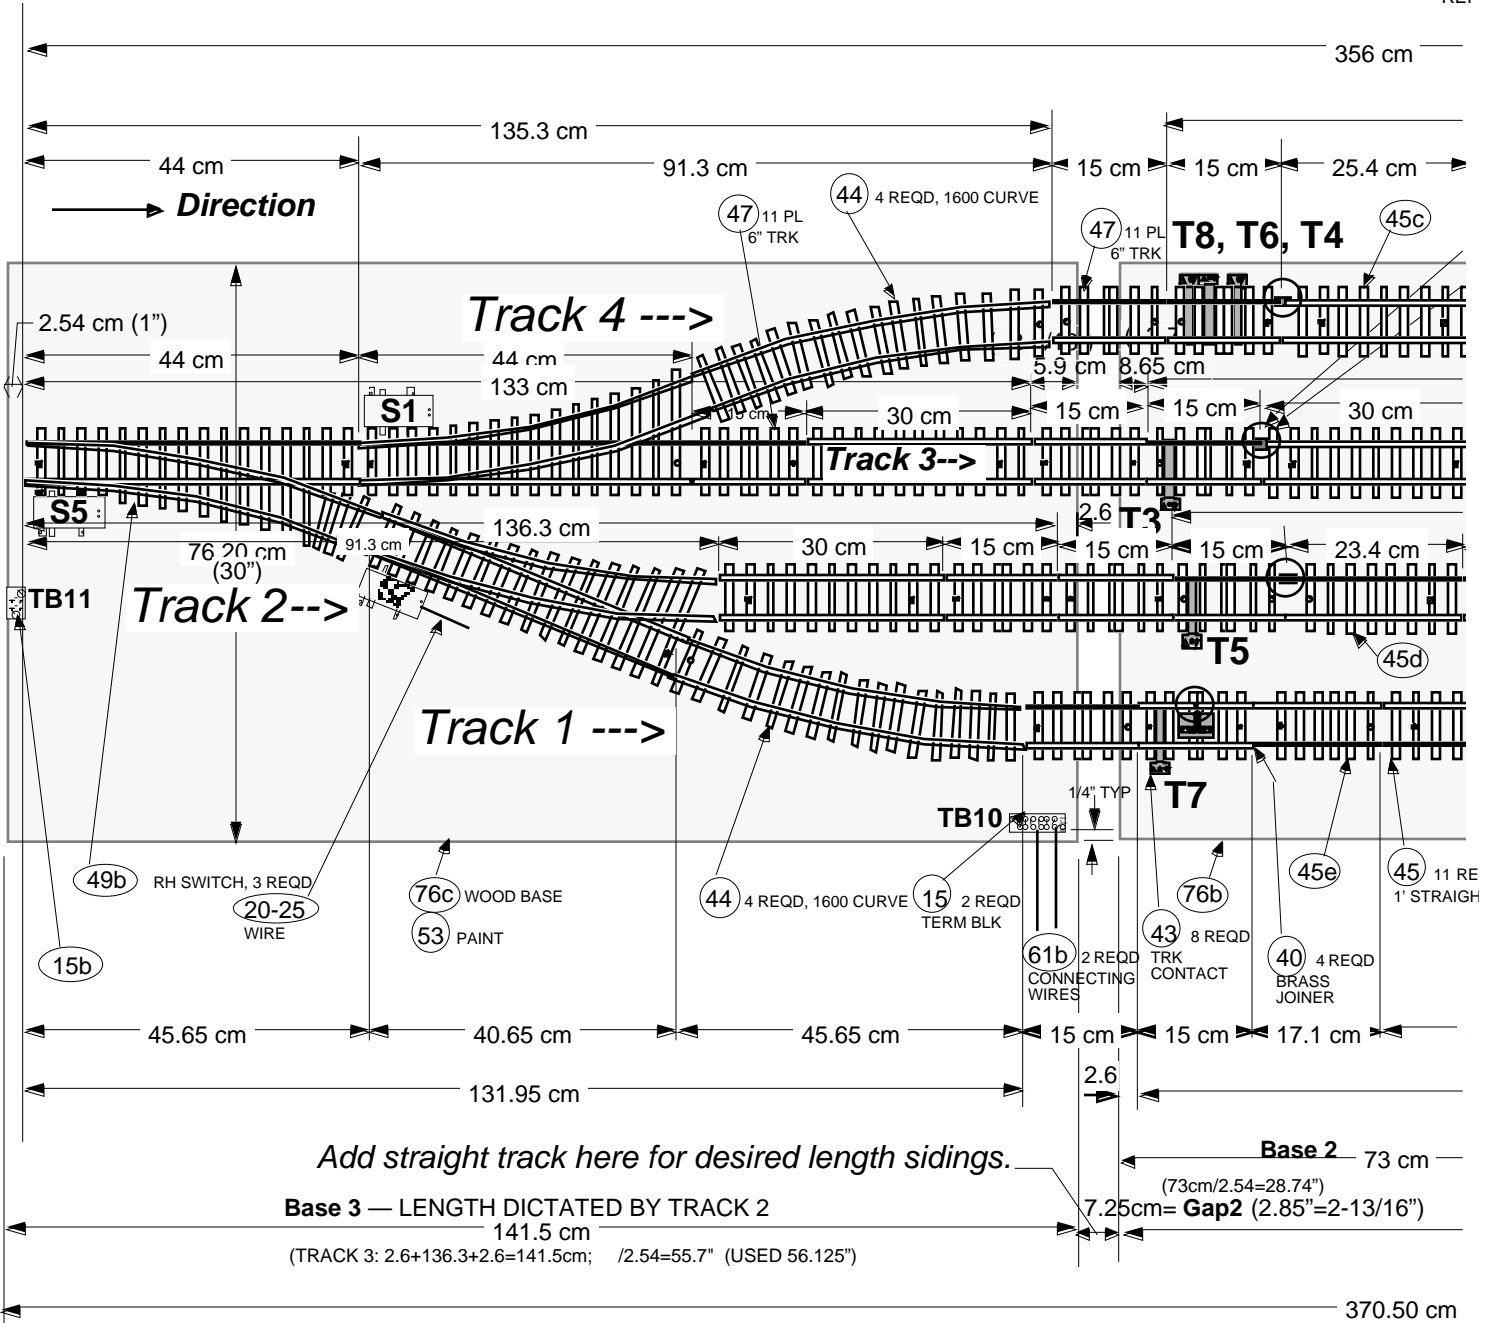 356 cm
135.3 cm
44 cm
91.3 cm
15 cm
15 cm
25.4 cm
Direction
47 11 PL
6” TRK
44 4 REQD, 1600 CURVE
47 11 PL
6” TRK
T8, T6, T4
45c
Track 4 --->
2.54 cm (1”)
44 cm
44 cm
133 cm
5.9 cm
8.65 cm
S1
15 cm
30 cm
15 cm
15 cm
30 cm
Track 3-->
S5
136.3 cm
2.6
T3
76.20 cm
(30”)
91.3 cm
30 cm
15 cm
15 cm
15 cm
23.4 cm
TB11
Track 2-->
T5
45d
Track 1 --->
1/4” TYP
T7
TB10
49b
RH SWITCH, 3 REQD
20-25
WIRE
76c WOOD BASE
53 PAINT
44 4 REQD, 1600 CURVE
15 2 REQD
TERM BLK
76b
45e
45 11 RE
1’ STRAIGH
15b
61b 2 REQD
CONNECTING
WIRES
43 8 REQD
TRK
CONTACT
40 4 REQD
BRASS
JOINER
45.65 cm
40.65 cm
45.65 cm
15 cm
15 cm
17.1 cm
131.95 cm
2.6
Add straight track here for desired length sidings.
Base 2
73 cm
(73cm/2.54=28.74”)
Base 3 — LENGTH DICTATED BY TRACK 2
7.25cm= Gap2 (2.85”=2-13/16”)
141.5 cm
(TRACK 3: 2.6+136.3+2.6=141.5cm; /2.54=55.7" (USED 56.125”)
370.50 cm